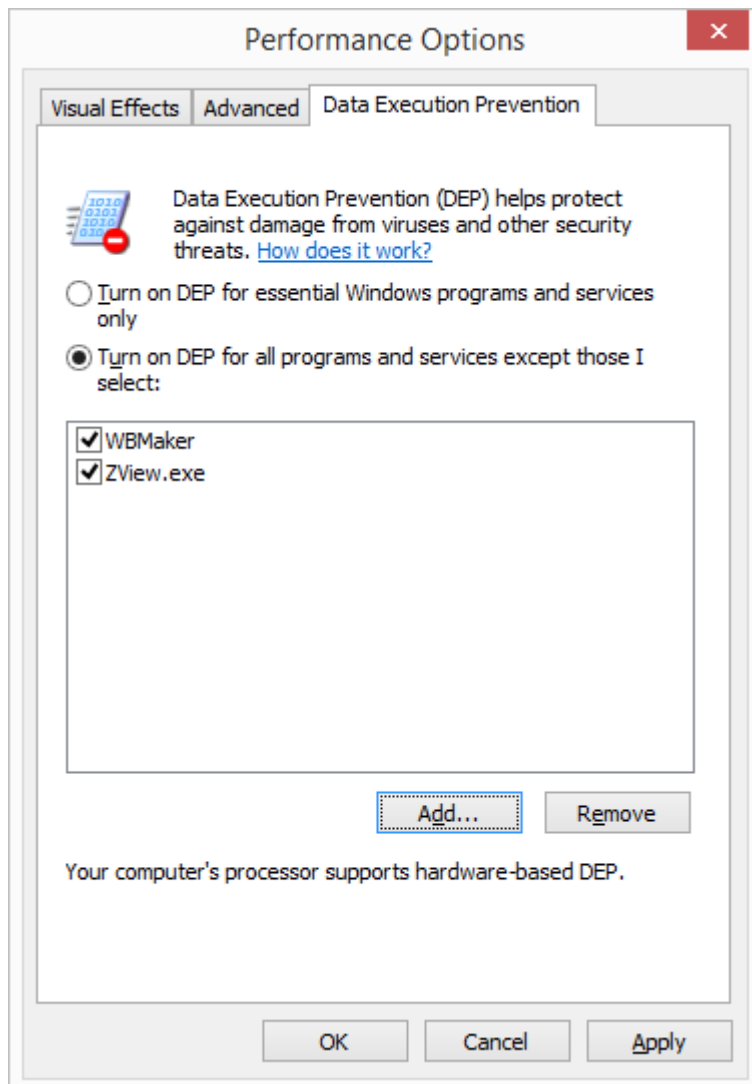 Performance Options
Visual Effects
Advanced
Data Execution Prevention
Data Execution Prevention (DEP) helps protect
against damage from viruses and other security
threats. How does it work?
Turn on DEP for essential Windows programs and services
only
Turn on DEP for all programs and services except those I
select:
WBMaker
ZView.exe
Add...
Remove
Your computer's processor supports hardware-based DEP.
OK
Cancel
Apply